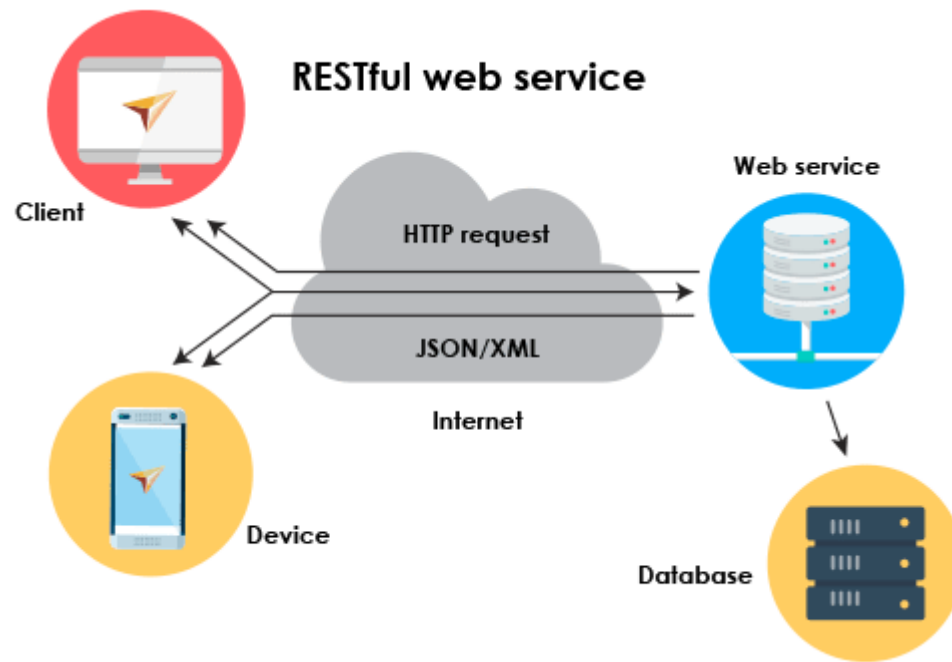 RESTful web service
Web service
Client
HTTP request
JSON/XML
Internet
Device
Database